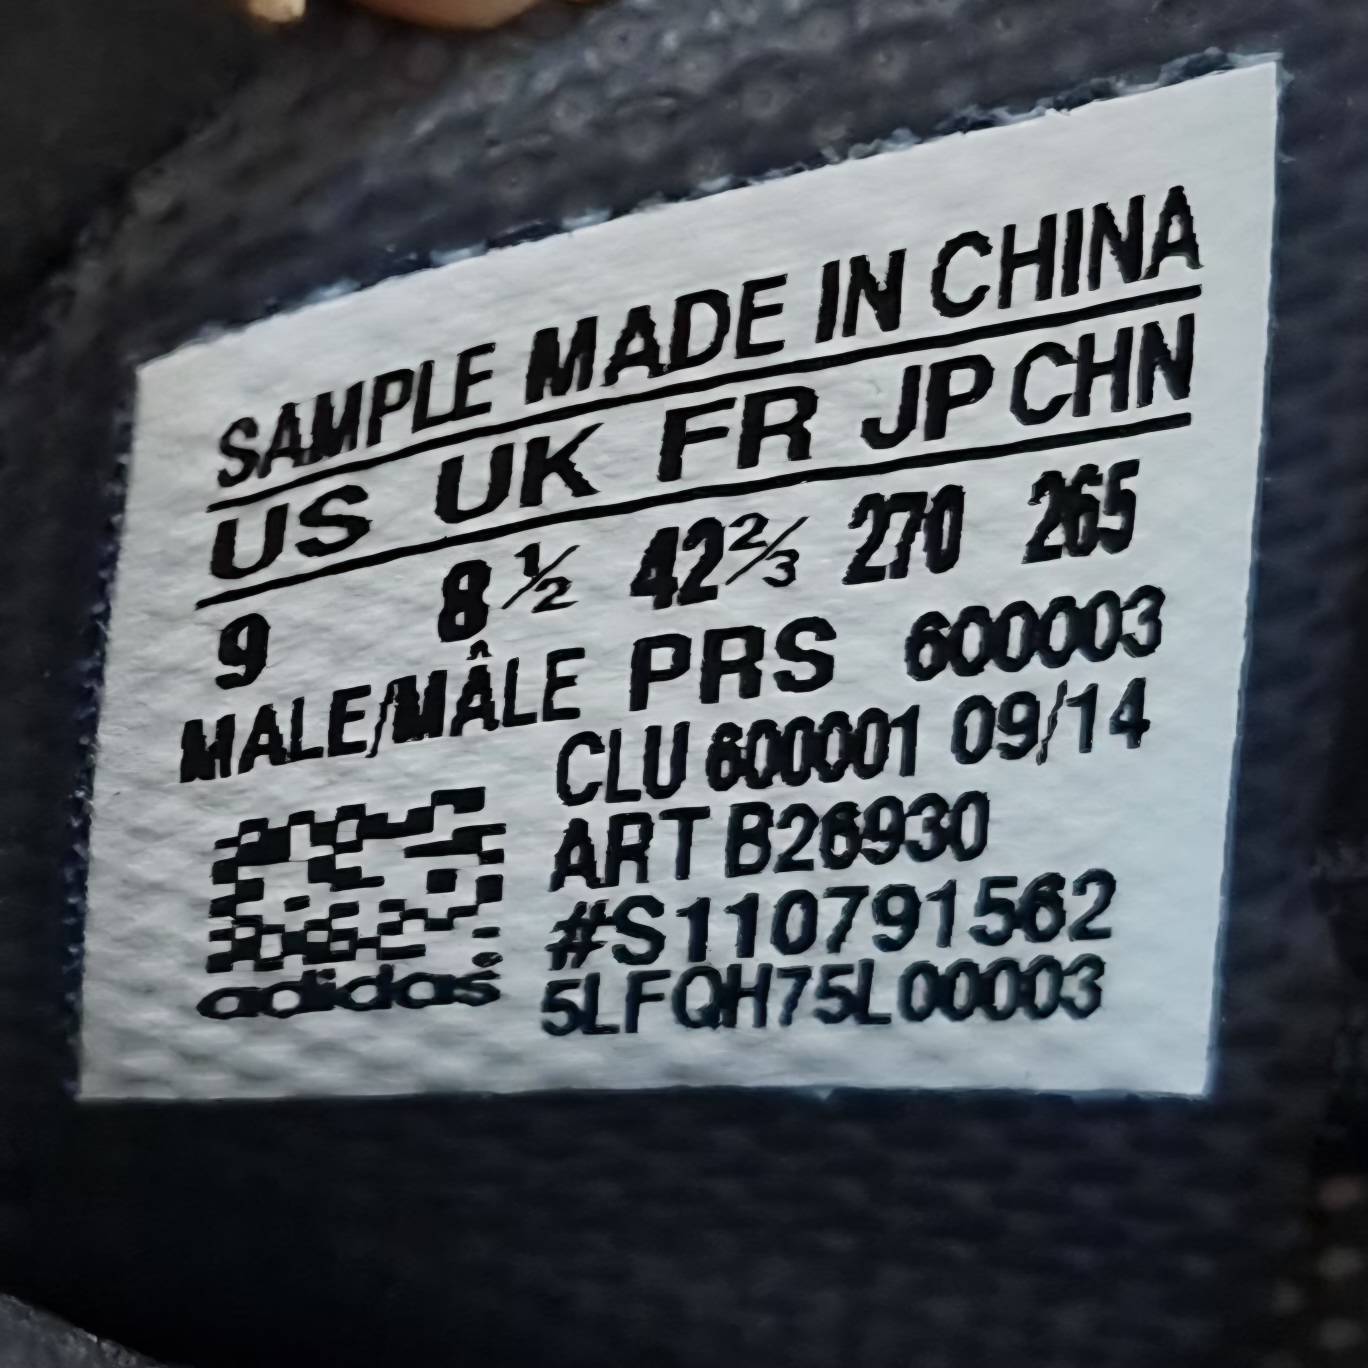 SAMPLE MADE IN CHINA
US UK FR JP CHN
9 8 ½ 42⅔ 270 265
MALE/MÂLE PRS 600003
CLU 600001 09/14
ART B26930
#S110791562
adidas 5LFQH75L00003